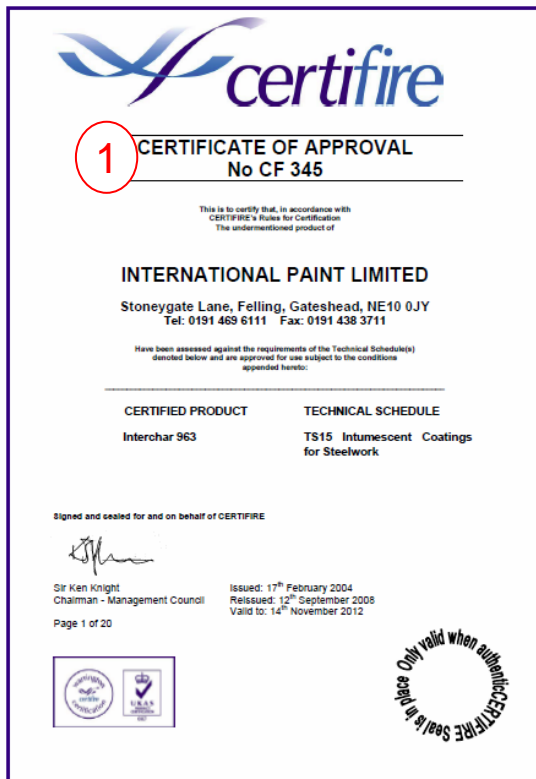 certifire
1
CERTIFICATE OF APPROVAL
No CF 345
This is to certify that, in accordance with
CERTIFIRE's Rules for Certification
The undermentioned product of
INTERNATIONAL PAINT LIMITED
Stoneygate Lane, Felling, Gateshead, NE10 0JY
Tel: 0191 469 6111 Fax: 0191 438 3711
Have been assessed against the requirements of the Technical Schedule(s)
denoted below and are approved for use subject to the conditions
appended hereto:
CERTIFIED PRODUCT TECHNICAL SCHEDULE
Interchar 963 TS15 Intumescent Coatings
for Steelwork
Signed and sealed for and on behalf of CERTIFIRE
Sir Ken Knight
Chairman - Management Council
Issued: 17th February 2004
Reissued: 12th September 2008
Valid to: 14th November 2012
Page 1 of 20
warrington
certifire
certification
UKAS
Only valid when authentic CERTIFIRE Seal is in place